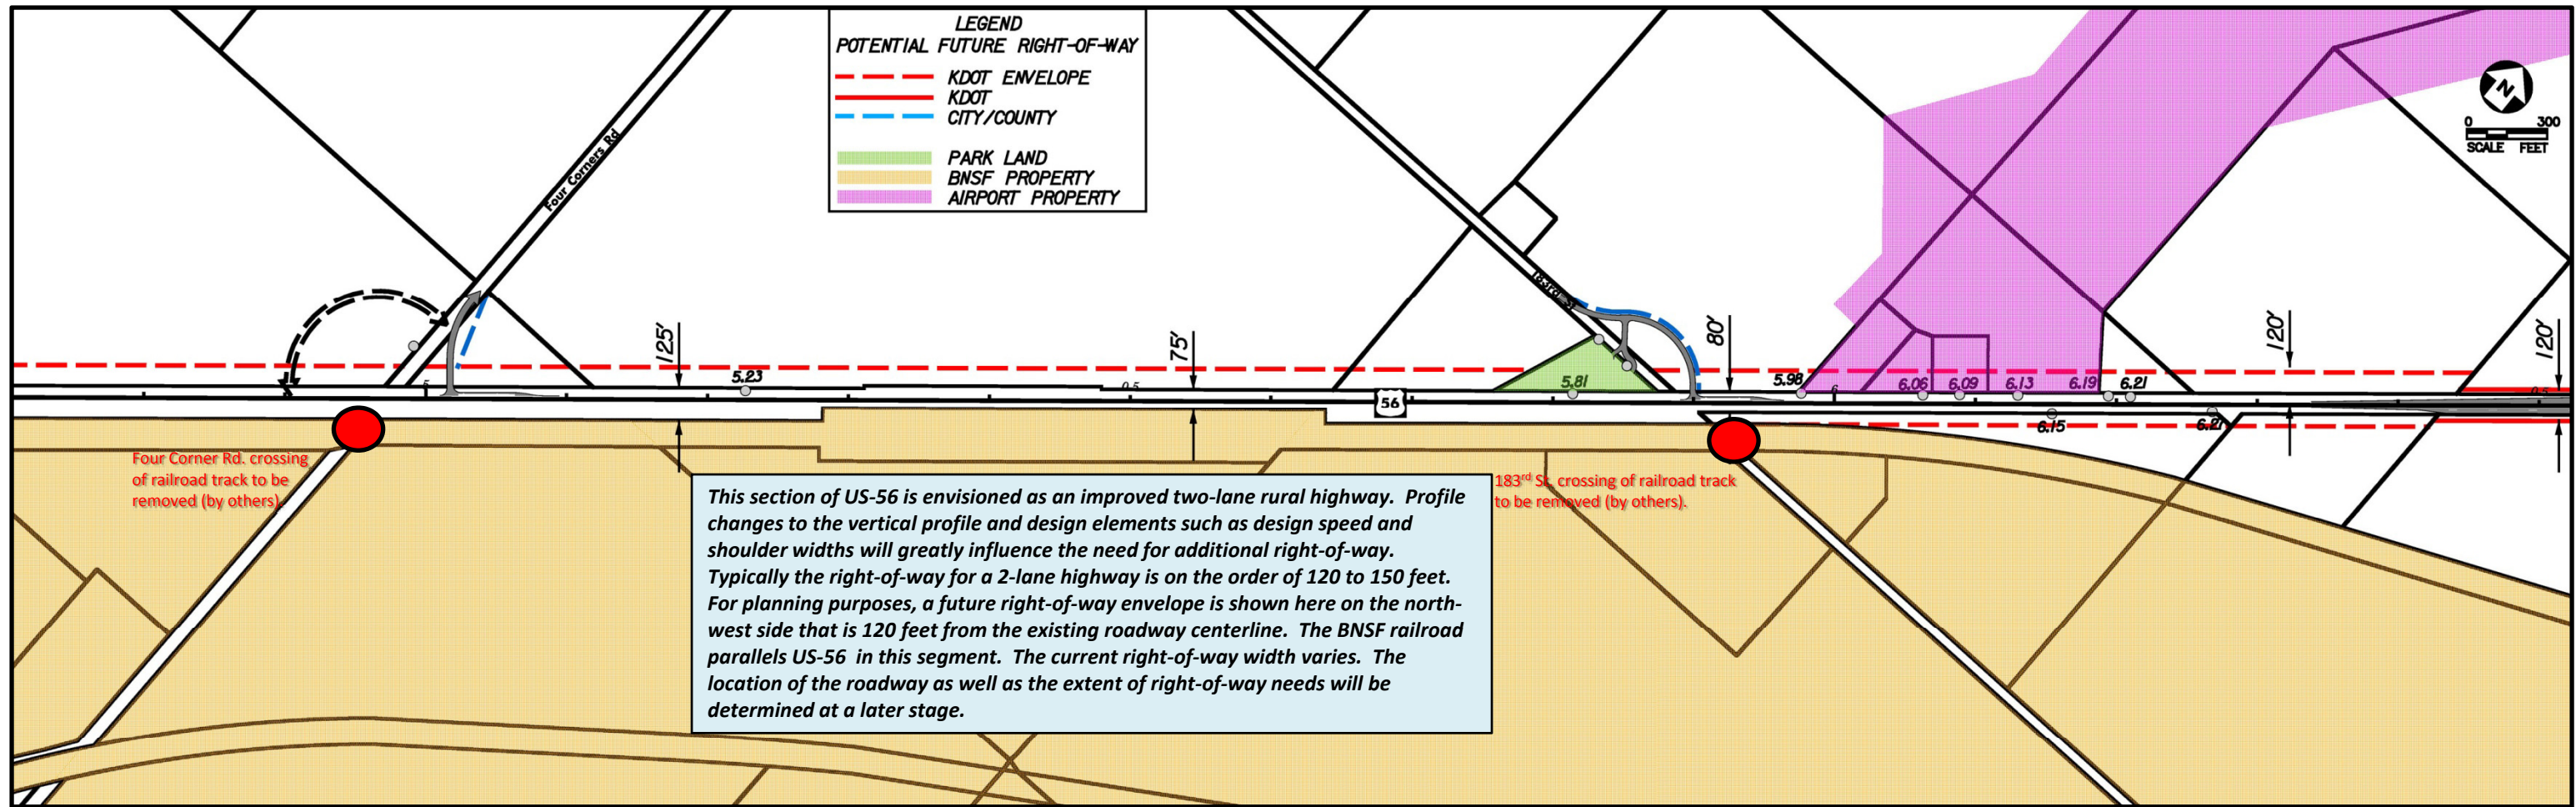 LEGEND
POTENTIAL FUTURE RIGHT-OF-WAY
KDOT ENVELOPE
KDOT
CITY/COUNTY
PARK LAND
BNSF PROPERTY
AIRPORT PROPERTY
N
0 300
SCALE FEET
Four Corners Rd
183rd St
125'
75'
80'
120'
120'
5
5.23
0.5
56
5.81
5.98
6
6.06
6.09
6.13
6.19
6.21
0.5
6.15
6.27
Four Corner Rd. crossing
of railroad track to be
removed (by others).
183rd St. crossing of railroad track
to be removed (by others).
This section of US-56 is envisioned as an improved two-lane rural highway. Profile
changes to the vertical profile and design elements such as design speed and
shoulder widths will greatly influence the need for additional right-of-way.
Typically the right-of-way for a 2-lane highway is on the order of 120 to 150 feet.
For planning purposes, a future right-of-way envelope is shown here on the north-
west side that is 120 feet from the existing roadway centerline. The BNSF railroad
parallels US-56 in this segment. The current right-of-way width varies. The
location of the roadway as well as the extent of right-of-way needs will be
determined at a later stage.